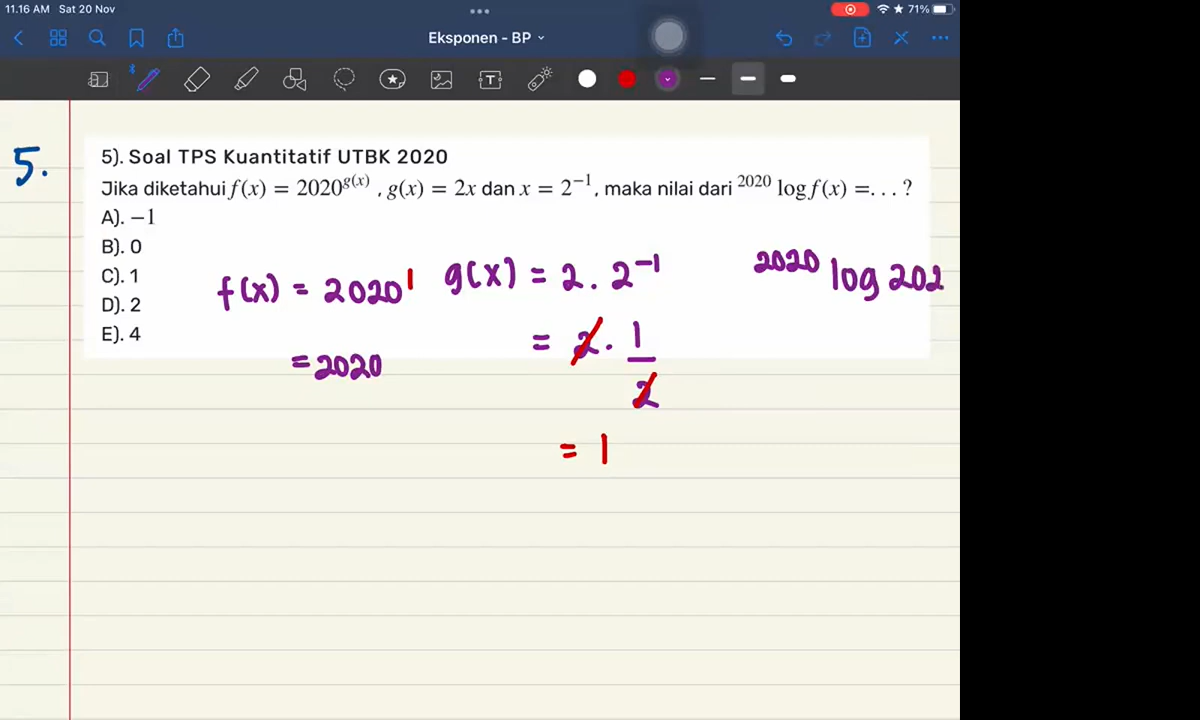 11.16 AM Sat 20 Nov
71%
Eksponen - BP
5.
5). Soal TPS Kuantitatif UTBK 2020
Jika diketahui f(x) = 2020^{g(x)} , g(x) = 2x dan x = 2^{-1}, maka nilai dari ^{2020} log f(x) =. . . ?
A). −1
B). 0
C). 1
D). 2
E). 4
f(x) = 2020^1
= 2020
g(x) = 2 . 2^{-1}
= 2 . 1/2
= 1
^{2020} log 202